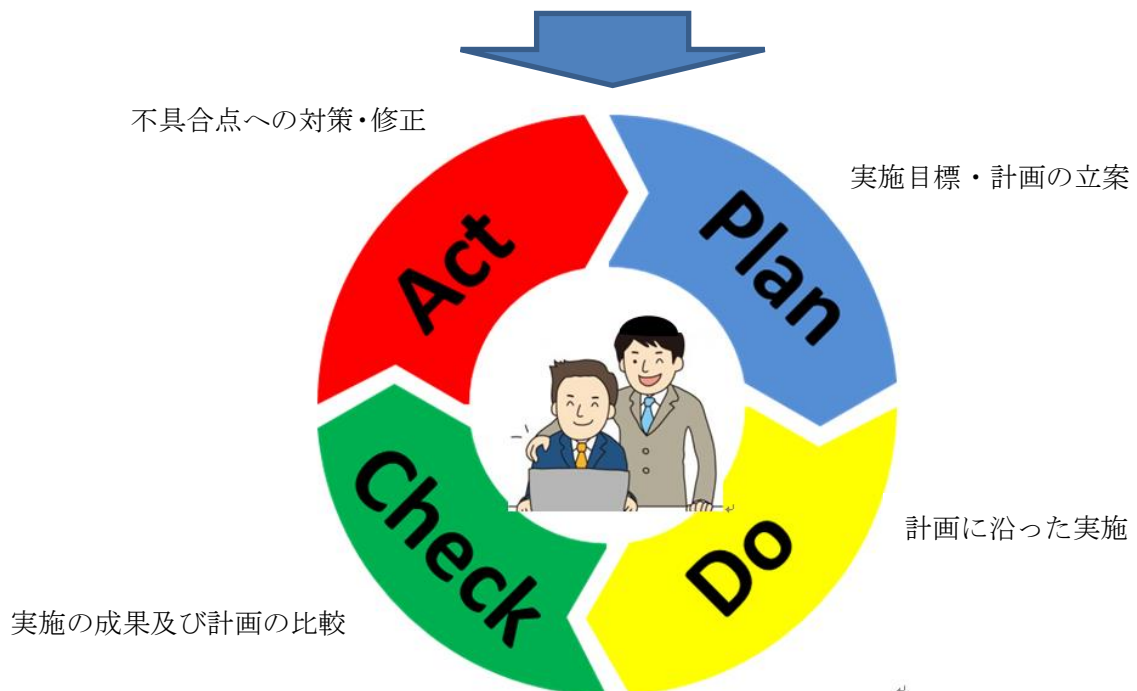 不具合点への対策・修正
実施目標・計画の立案
Act
Plan
計画に沿った実施
Check
Do
実施の成果及び計画の比較